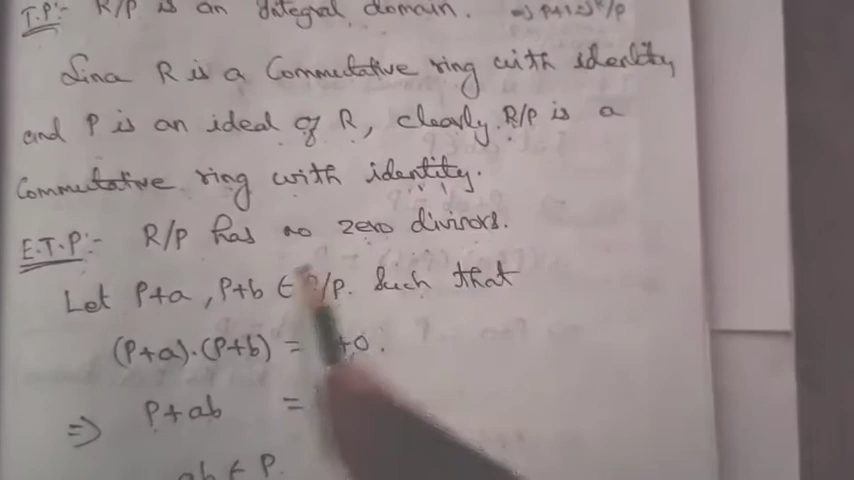 T.P:- R/P is an Integral domain.
Since R is a Commutative ring with identity
and P is an ideal of R, clearly R/P is a
Commutative ring with identity.
E.T.P:- R/P has no zero divisors.
Let P+a, P+b ∈ R/P. Such that
(P+a).(P+b) = +0.
⇒ P+ab =
ab ∈ P.